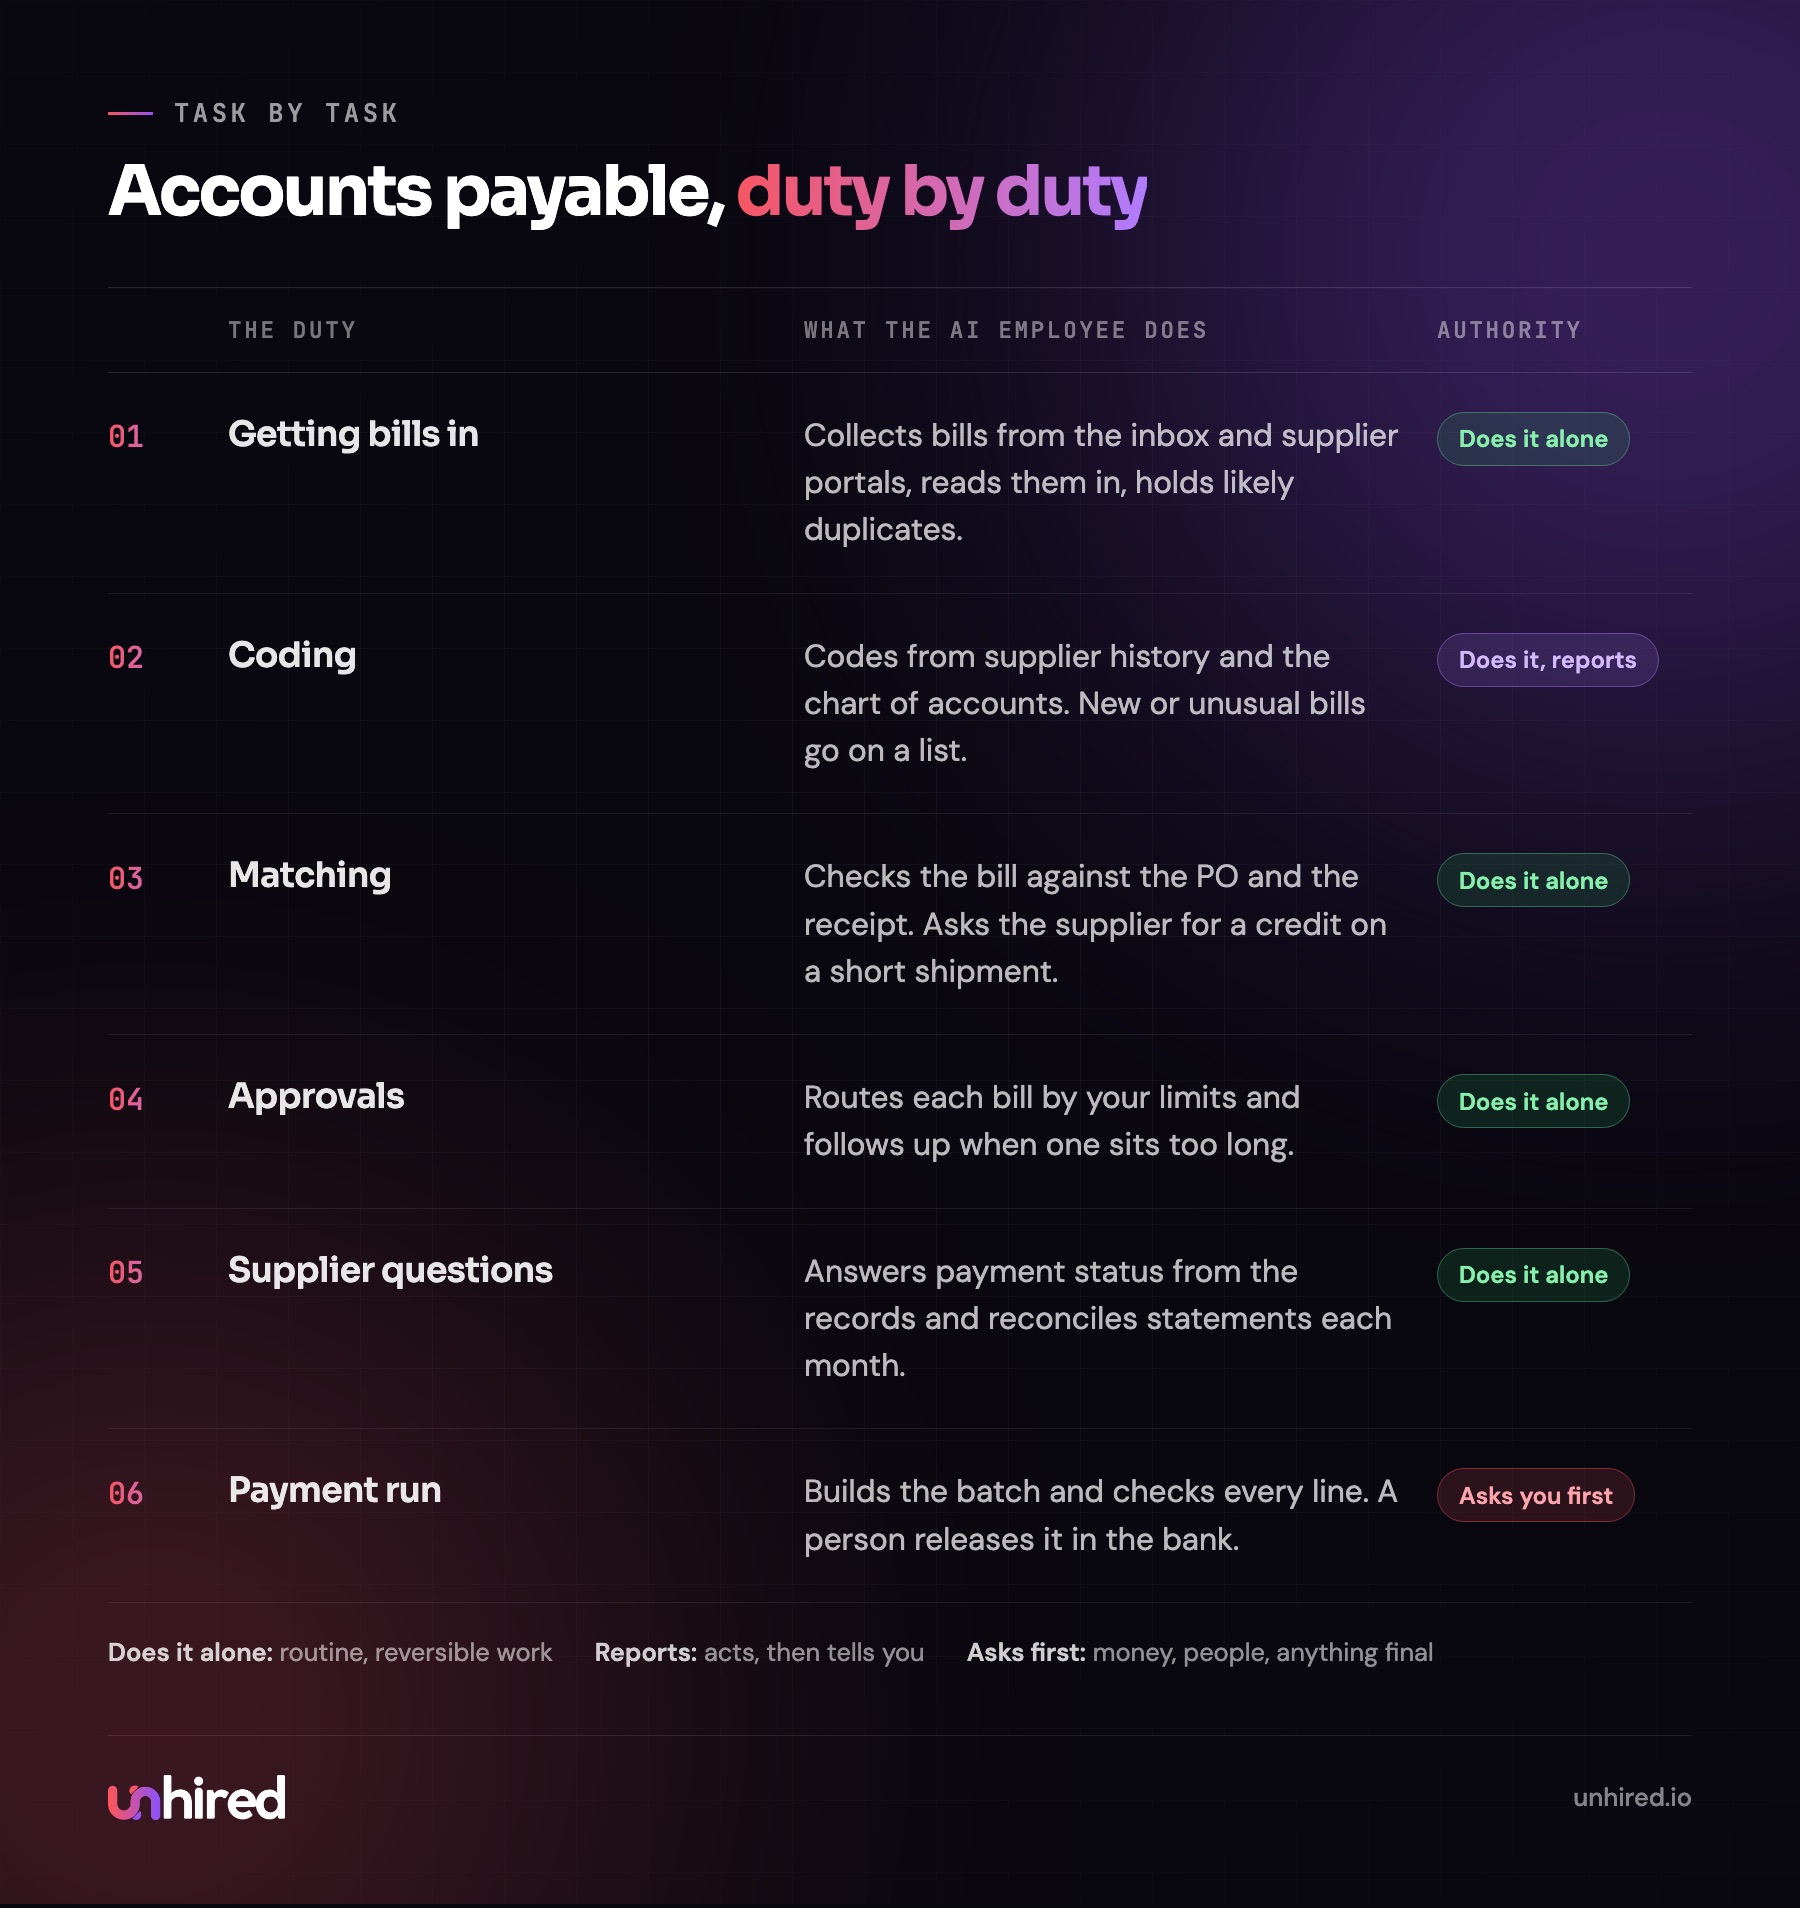 TASK BY TASK
Accounts payable, duty by duty
THE DUTY WHAT THE AI EMPLOYEE DOES AUTHORITY
01 Getting bills in Collects bills from the inbox and supplier Does it alone
portals, reads them in, holds likely
duplicates.
02 Coding Codes from supplier history and the Does it, reports
chart of accounts. New or unusual bills
go on a list.
03 Matching Checks the bill against the PO and the Does it alone
receipt. Asks the supplier for a credit on
a short shipment.
04 Approvals Routes each bill by your limits and Does it alone
follows up when one sits too long.
05 Supplier questions Answers payment status from the Does it alone
records and reconciles statements each
month.
06 Payment run Builds the batch and checks every line. A Asks you first
person releases it in the bank.
Does it alone: routine, reversible work Reports: acts, then tells you Asks first: money, people, anything final
unhired unhired.io